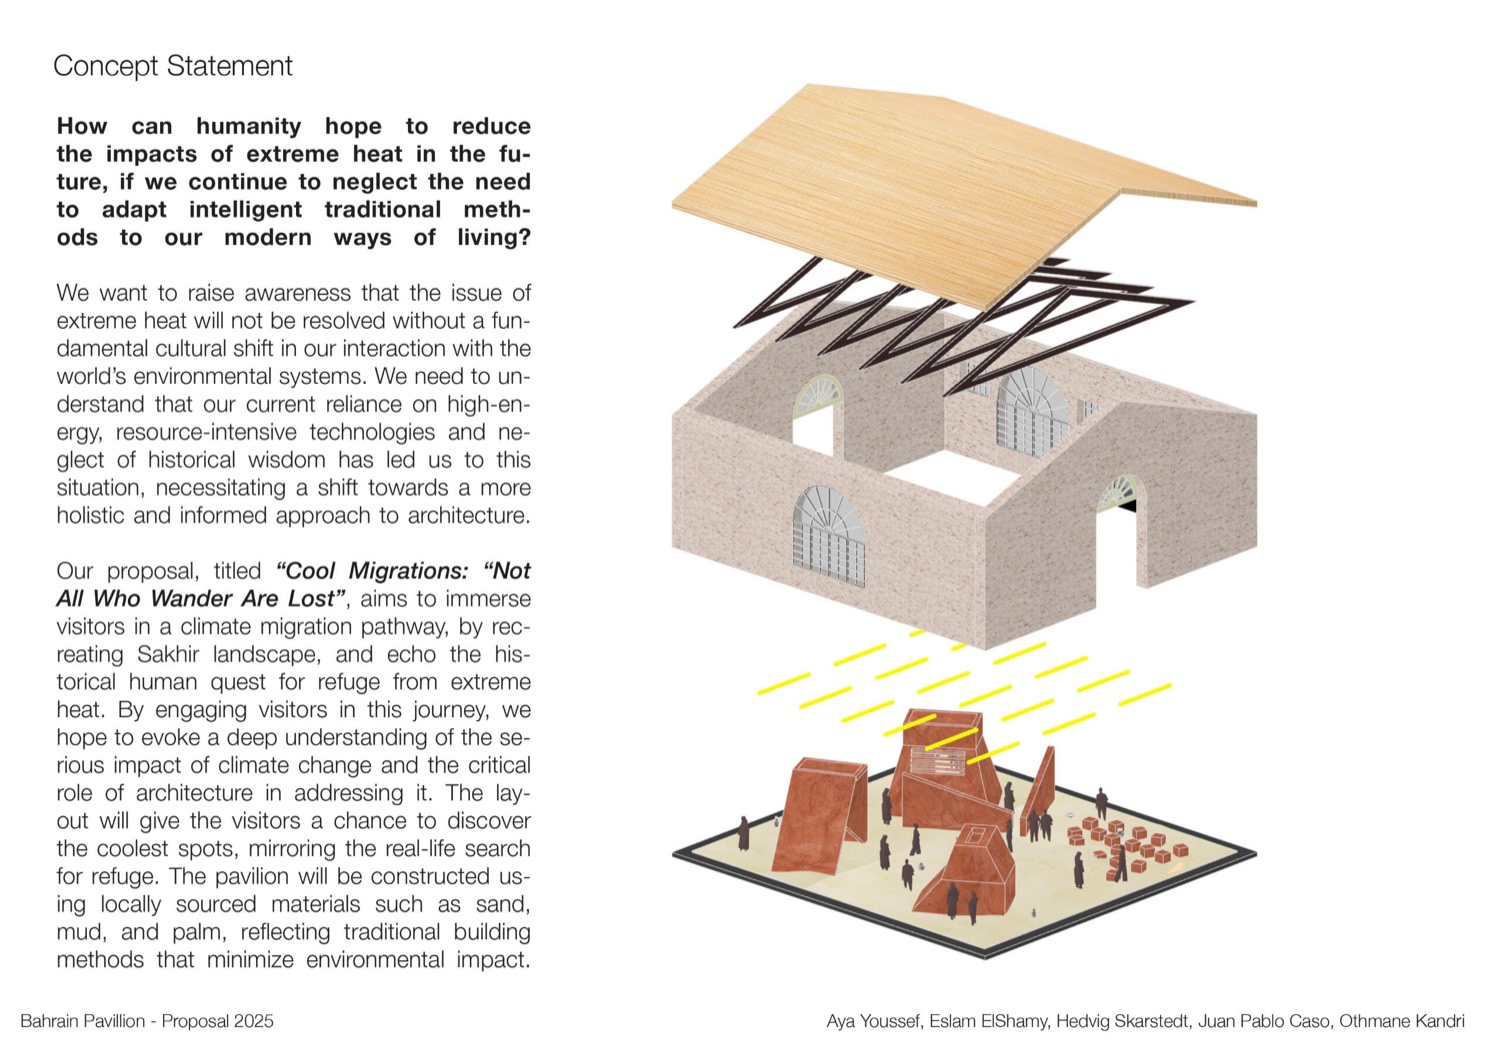 Concept Statement
How can humanity hope to reduce
the impacts of extreme heat in the fu-
ture, if we continue to neglect the need
to adapt intelligent traditional meth-
ods to our modern ways of living?
We want to raise awareness that the issue of
extreme heat will not be resolved without a fun-
damental cultural shift in our interaction with the
world’s environmental systems. We need to un-
derstand that our current reliance on high-en-
ergy, resource-intensive technologies and ne-
glect of historical wisdom has led us to this
situation, necessitating a shift towards a more
holistic and informed approach to architecture.
Our proposal, titled “Cool Migrations: “Not
All Who Wander Are Lost”, aims to immerse
visitors in a climate migration pathway, by rec-
reating Sakhir landscape, and echo the his-
torical human quest for refuge from extreme
heat. By engaging visitors in this journey, we
hope to evoke a deep understanding of the se-
rious impact of climate change and the critical
role of architecture in addressing it. The lay-
out will give the visitors a chance to discover
the coolest spots, mirroring the real-life search
for refuge. The pavilion will be constructed us-
ing locally sourced materials such as sand,
mud, and palm, reflecting traditional building
methods that minimize environmental impact.
Bahrain Pavillion - Proposal 2025
Aya Youssef, Eslam ElShamy, Hedvig Skarstedt, Juan Pablo Caso, Othmane Kandri